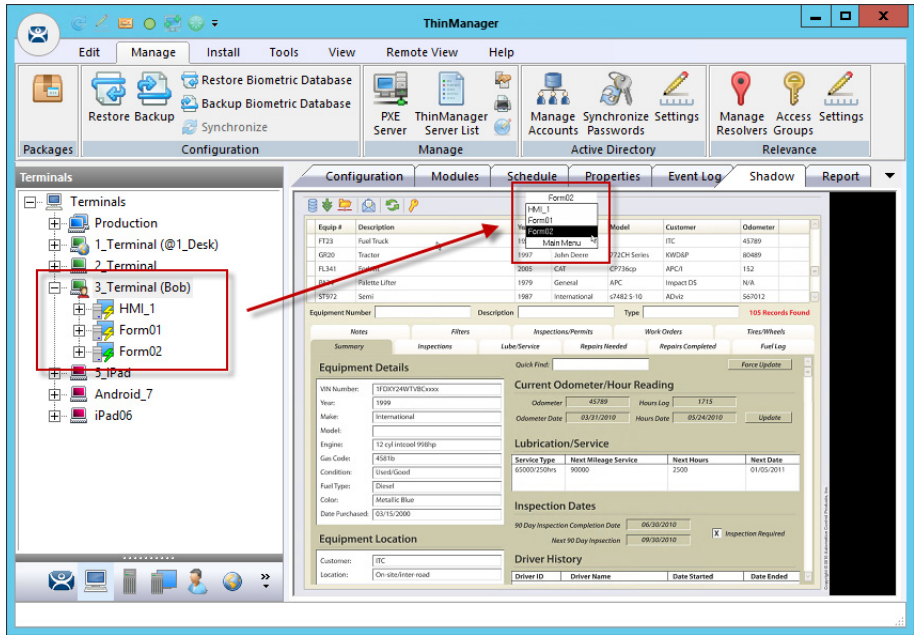 ThinManager
Edit Manage Install Tools View Remote View Help
Restore Biometric Database
Backup Biometric Database
Synchronize
Restore Backup
PXE Server
ThinManager Server List
Manage Accounts
Synchronize Passwords
Settings
Manage Resolvers
Access Groups
Settings
Packages Configuration Manage Active Directory Relevance
Terminals
Configuration Modules Schedule Properties Event Log Shadow Report
Terminals
Production
1_Terminal (@1_Desk)
2_Terminal
3_Terminal (Bob)
HMI_1
Form01
Form02
5_iPad
Android_7
iPad06
Form02
HMI_1
Form01
Form02
Main Menu
Equip # Description Model Customer Odometer
FT23 Fuel Truck ITC 45789
GR20 Tractor 1997 John Deere 772CH Series KWD&P 80489
FL341 2005 CAT CP736cp APC/I 152
Palette Lifter 1979 General APC Impact DS N/A
ST972 Semi 1987 International s7482 5-10 ADviz 567012
Equipment Number Description Type 105 Records Found
Notes Filters Inspections/Permits Work Orders Tires/Wheels
Summary Inspections Lube/Service Repairs Needed Repairs Completed Fuel Log
Equipment Details
Quick Find: Force Update
VIN Number: 1FDXY24WTVBCxxxx
Year: 1999
Make: International
Model:
Engine: 12 cyl intcool 998hp
Gas Code: 4581b
Condition: Used/Good
Fuel Type: Diesel
Color: Metallic Blue
Date Purchased: 03/15/2000
Equipment Location
Customer: ITC
Location: On-site/inter-road
Current Odometer/Hour Reading
Odometer 45789 Hours Log 1715
Odometer Date 03/31/2010 Hours Date 05/24/2010 Update
Lubrication/Service
Service Type Next Mileage Service Next Hours Next Date
65000/250hrs 90000 2500 01/05/2011
Inspection Dates
90 Day Inspection Completion Date 06/30/2010
Next 90 Day Inpsection 09/30/2010
X Inspection Required
Driver History
Driver ID Driver Name Date Started Date Ended